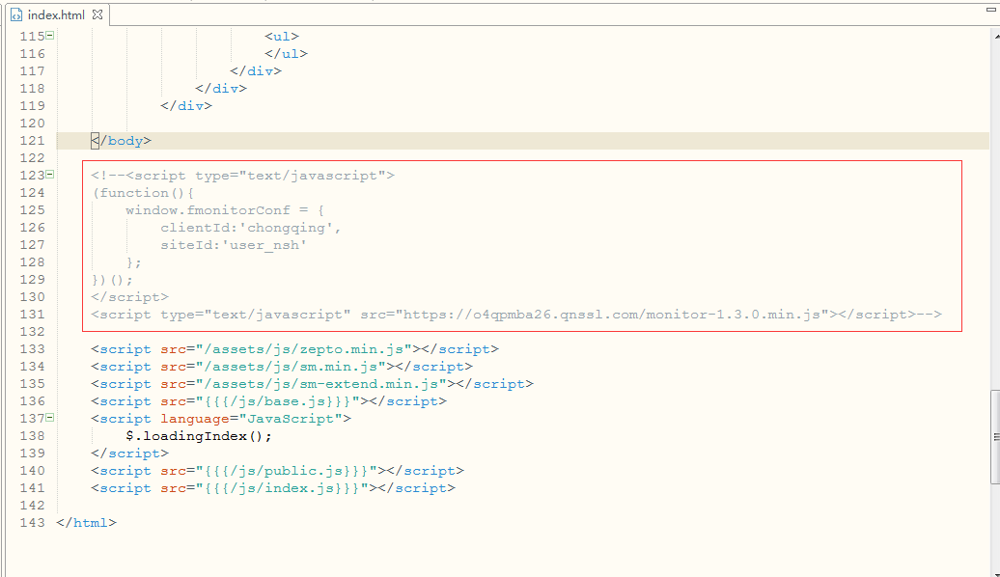 index.html
115 <ul>
116 </ul>
117 </div>
118 </div>
119 </div>
120
121 </body>
122
123 <!--<script type="text/javascript">
124 (function(){
125 window.fmonitorConf = {
126 clientId:'chongqing',
127 siteId:'user_nsh'
128 };
129 })();
130 </script>
131 <script type="text/javascript" src="https://o4qpmba26.qnssl.com/monitor-1.3.0.min.js"></script>-->
132
133 <script src="/assets/js/zepto.min.js"></script>
134 <script src="/assets/js/sm.min.js"></script>
135 <script src="/assets/js/sm-extend.min.js"></script>
136 <script src="{{{/js/base.js}}}"></script>
137 <script language="JavaScript">
138 $.loadingIndex();
139 </script>
140 <script src="{{{/js/public.js}}}"></script>
141 <script src="{{{/js/index.js}}}"></script>
142
143 </html>